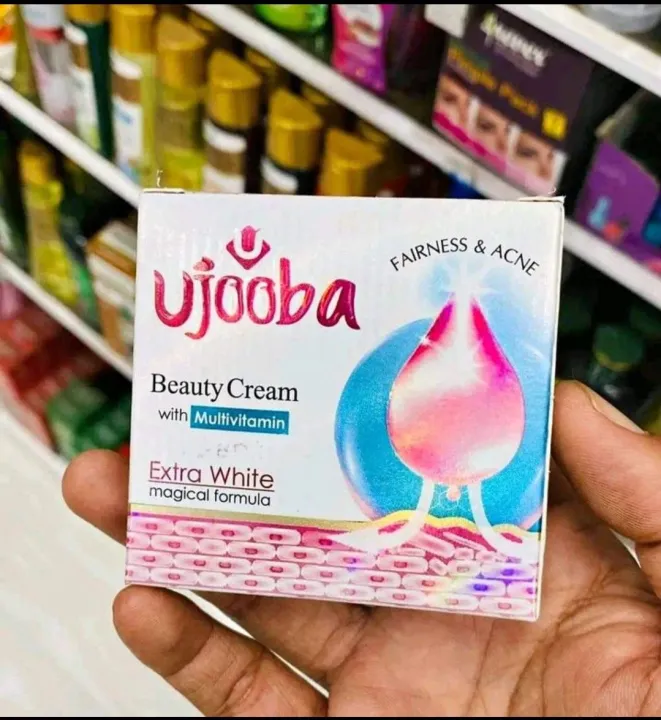 ujooba
FAIRNESS & ACNE
Beauty Cream
with Multivitamin
Extra White
magical formula